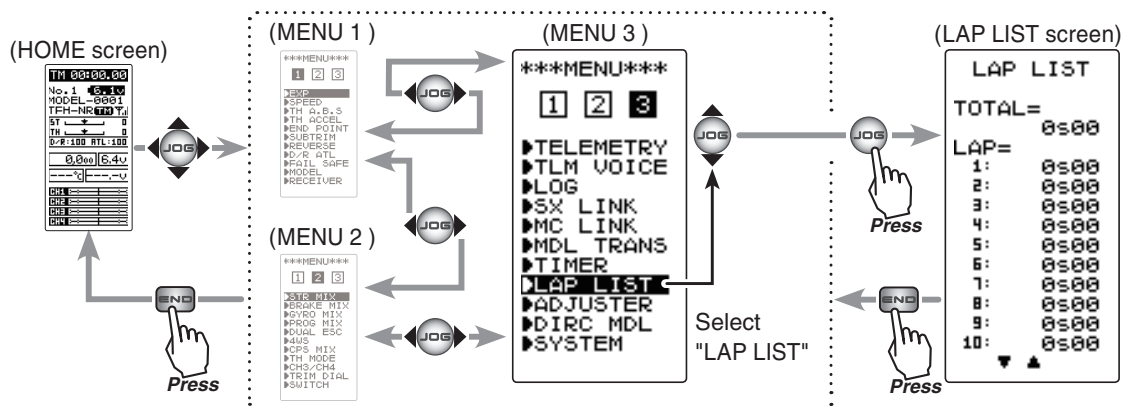 (HOME screen)
TM 00:00.00
No.1 6.1v
MODEL-0001
TFH-NR TM
ST 0
TH 0
D/R:100 ATL:100
0,000 6.4v
---°C ---.-v
CH1
CH2
CH3
CH4
JOG
END
Press
(MENU 1 )
***MENU***
1 2 3
EXP
SPEED
TH A.B.S
TH ACCEL
END POINT
SUBTRIM
REVERSE
D/R ATL
FAIL SAFE
MODEL
RECEIVER
JOG
JOG
(MENU 2 )
***MENU***
1 2 3
STR MIX
BRAKE MIX
GYRO MIX
PROG MIX
DUAL ESC
4WS
CPS MIX
TH MODE
CH3/CH4
TRIM DIAL
SWITCH
JOG
(MENU 3 )
***MENU***
1 2 3
TELEMETRY
TLM VOICE
LOG
SX LINK
MC LINK
MDL TRANS
TIMER
LAP LIST
ADJUSTER
DIRC MDL
SYSTEM
JOG
Select
"LAP LIST"
JOG
Press
END
Press
(LAP LIST screen)
LAP LIST
TOTAL=
0s00
LAP=
1: 0s00
2: 0s00
3: 0s00
4: 0s00
5: 0s00
6: 0s00
7: 0s00
8: 0s00
9: 0s00
10: 0s00